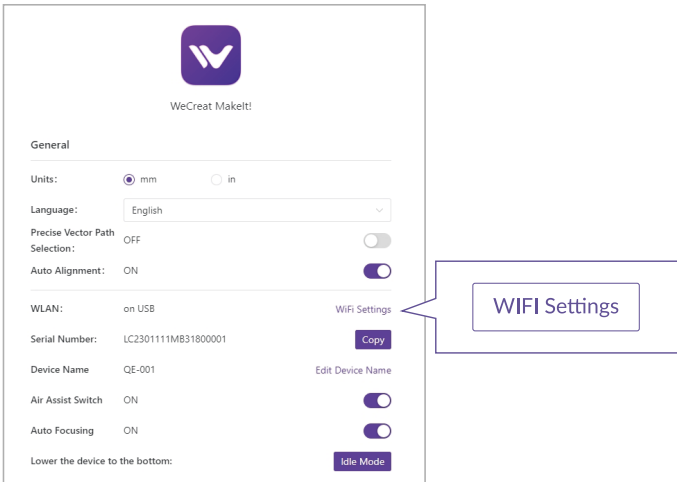 WeCreat MakeIt!
General
Units: mm in
Language: English
Precise Vector Path
Selection: OFF
Auto Alignment: ON
WLAN: on USB WiFi Settings
WIFI Settings
Serial Number: LC2301111MB31800001 Copy
Device Name QE-001 Edit Device Name
Air Assist Switch ON
Auto Focusing ON
Lower the device to the bottom: Idle Mode